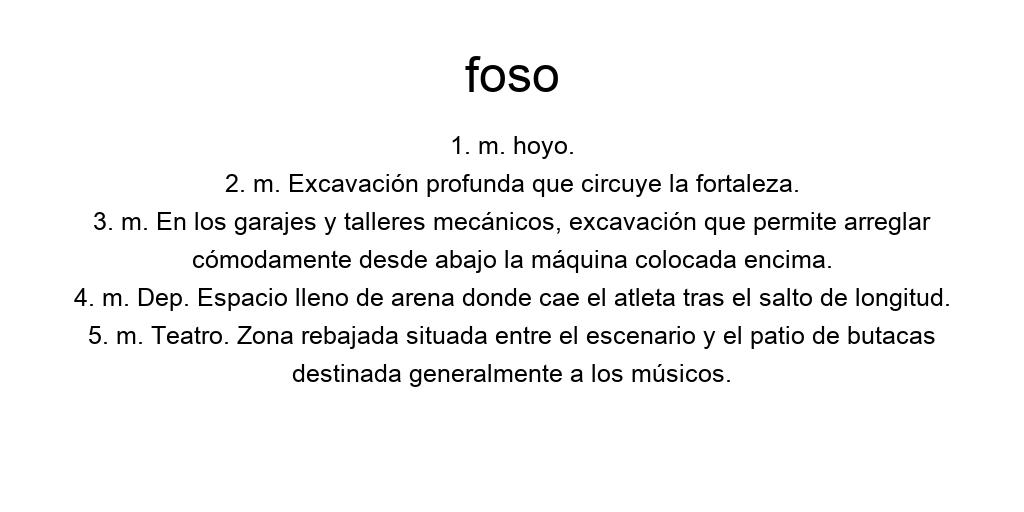 foso
1. m. hoyo.
2. m. Excavación profunda que circuye la fortaleza.
3. m. En los garajes y talleres mecánicos, excavación que permite arreglar
cómodamente desde abajo la máquina colocada encima.
4. m. Dep. Espacio lleno de arena donde cae el atleta tras el salto de longitud.
5. m. Teatro. Zona rebajada situada entre el escenario y el patio de butacas
destinada generalmente a los músicos.